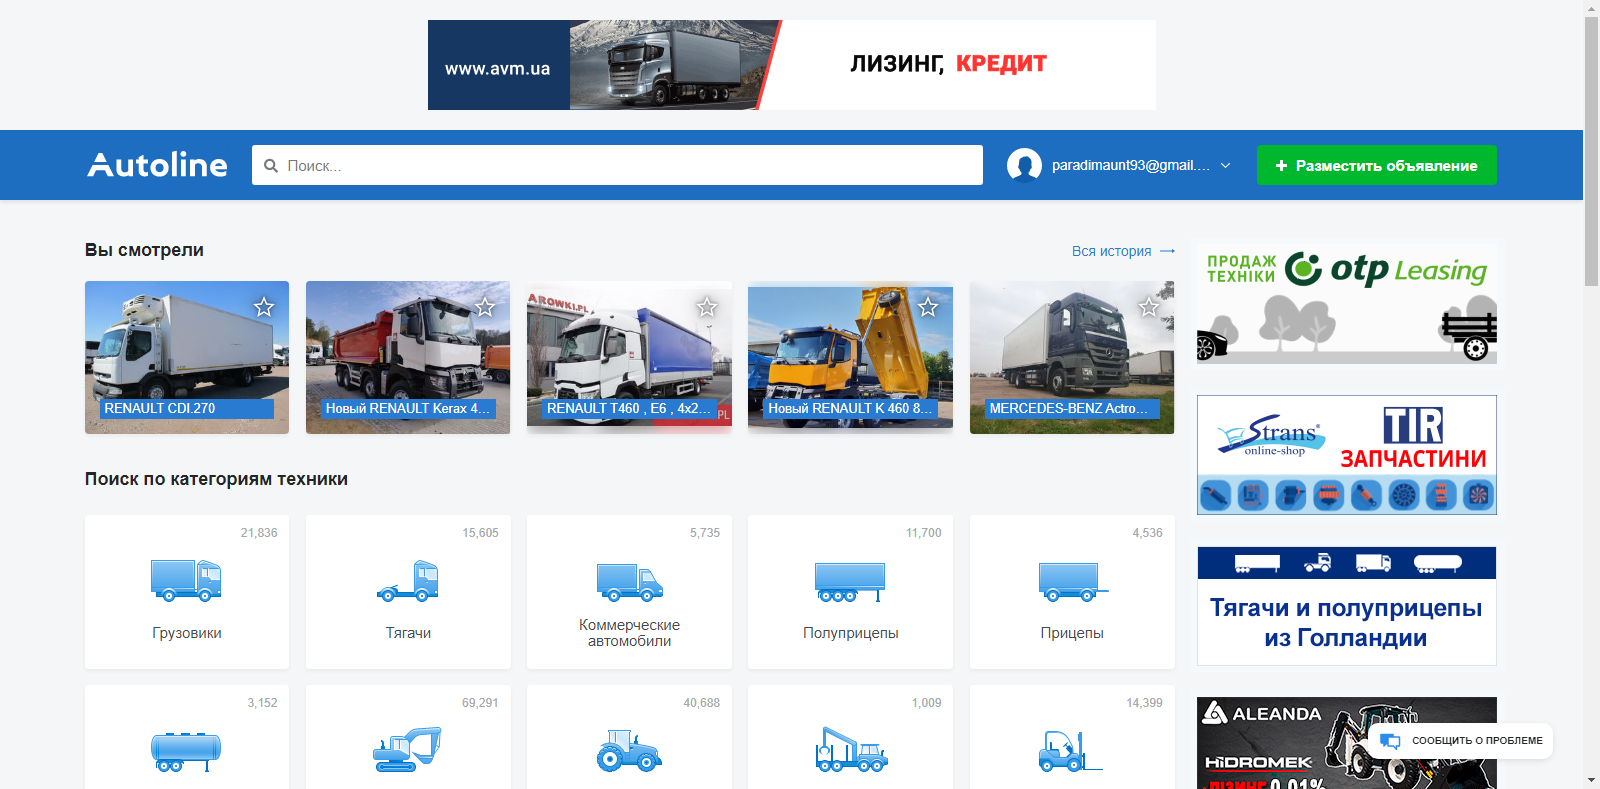 www.avm.ua
ЛИЗИНГ, КРЕДИТ
Autoline
Поиск...
paradimaunt93@gmail....
+ Разместить объявление
Вы смотрели
Вся история →
RENAULT CDI.270
Новый RENAULT Kerax 4...
AROWKI.PL
RENAULT T460 , E6 , 4x2...
PL
Новый RENAULT K 460 8...
MERCEDES-BENZ Actro...
ПРОДАЖ
ТЕХНІКИ
otp Leasing
Strans®
online-shop
TIR
ЗАПЧАСТИНИ
Поиск по категориям техники
21,836
Грузовики
15,605
Тягачи
5,735
Коммерческие
автомобили
11,700
Полуприцепы
4,536
Прицепы
Тягачи и полуприцепы
из Голландии
3,152
69,291
40,688
1,009
14,399
ALEANDA
HIDROMEK
ЛІЗИНГ 0,01%
СООБЩИТЬ О ПРОБЛЕМЕ